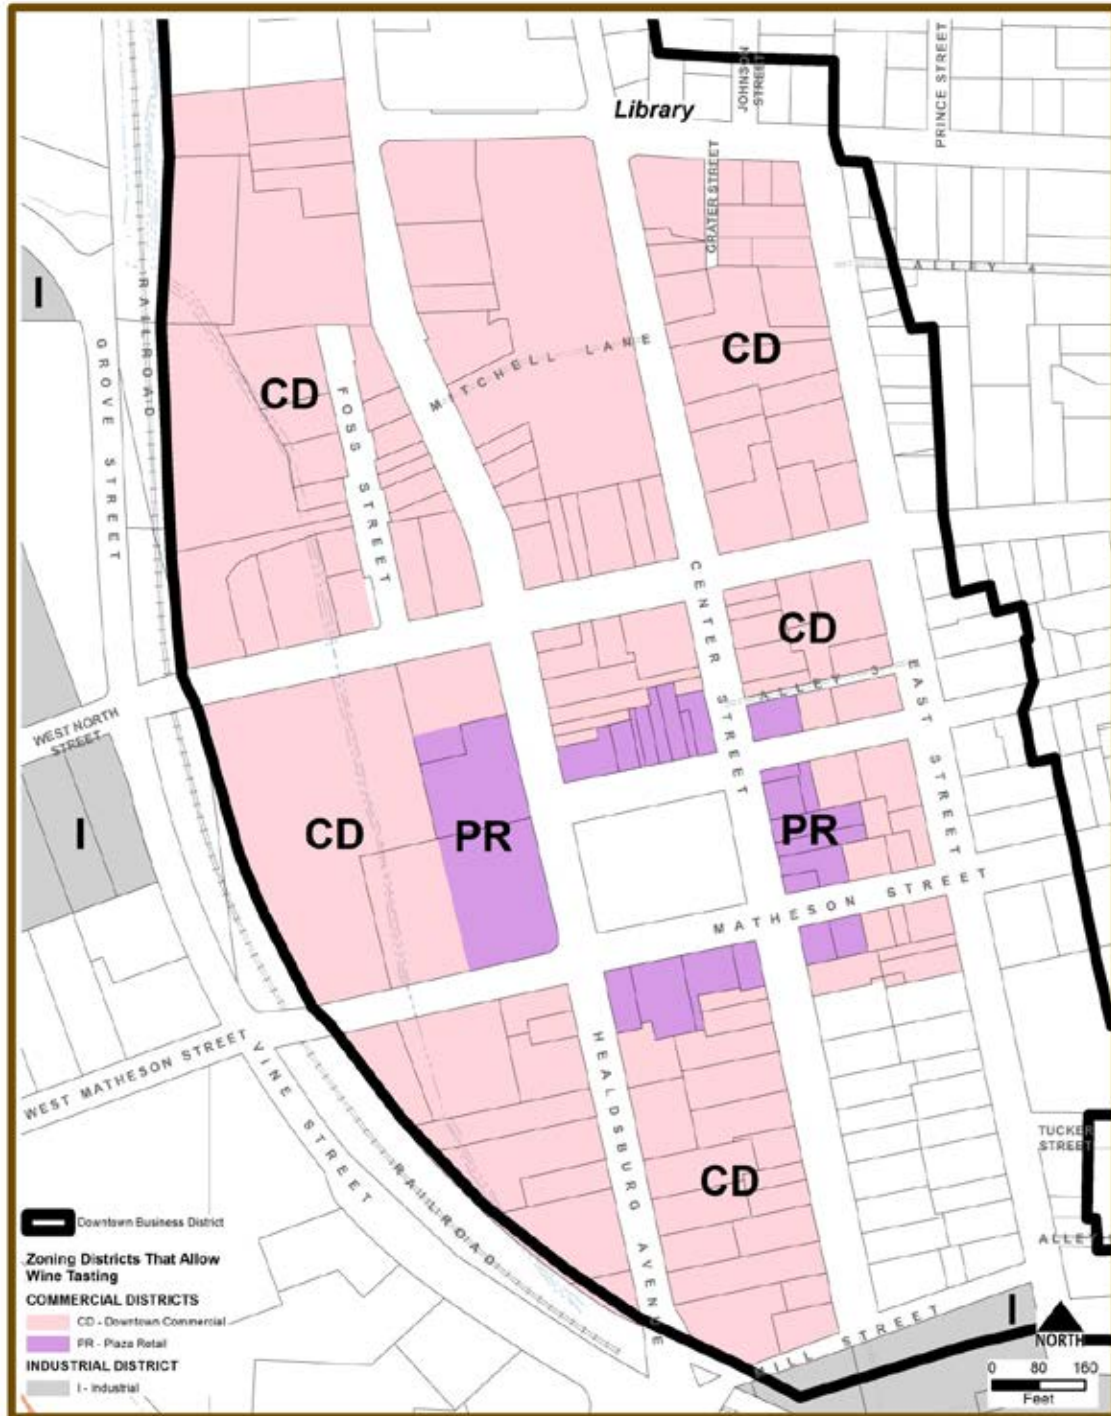 Library
JOHNSON
STREET
PRINCE STREET
GRATER STREET
ALLEY 4
I
RAILROAD
GROVE STREET
CD
FOSS STREET
MITCHELL LANE
CD
CENTER STREET
CD
ALLEY 3
EAST STREET
WEST NORTH
STREET
I
CD
PR
PR
MATHESON STREET
WEST MATHESON STREET
VINE STREET
RAILROAD
HEALDSBURG AVENUE
CD
TUCKER
STREET
ALLEY
MILL STREET
I
NORTH
0 80 160
Feet
Downtown Business District
Zoning Districts That Allow
Wine Tasting
COMMERCIAL DISTRICTS
CD - Downtown Commercial
PR - Plaza Retail
INDUSTRIAL DISTRICT
I - Industrial